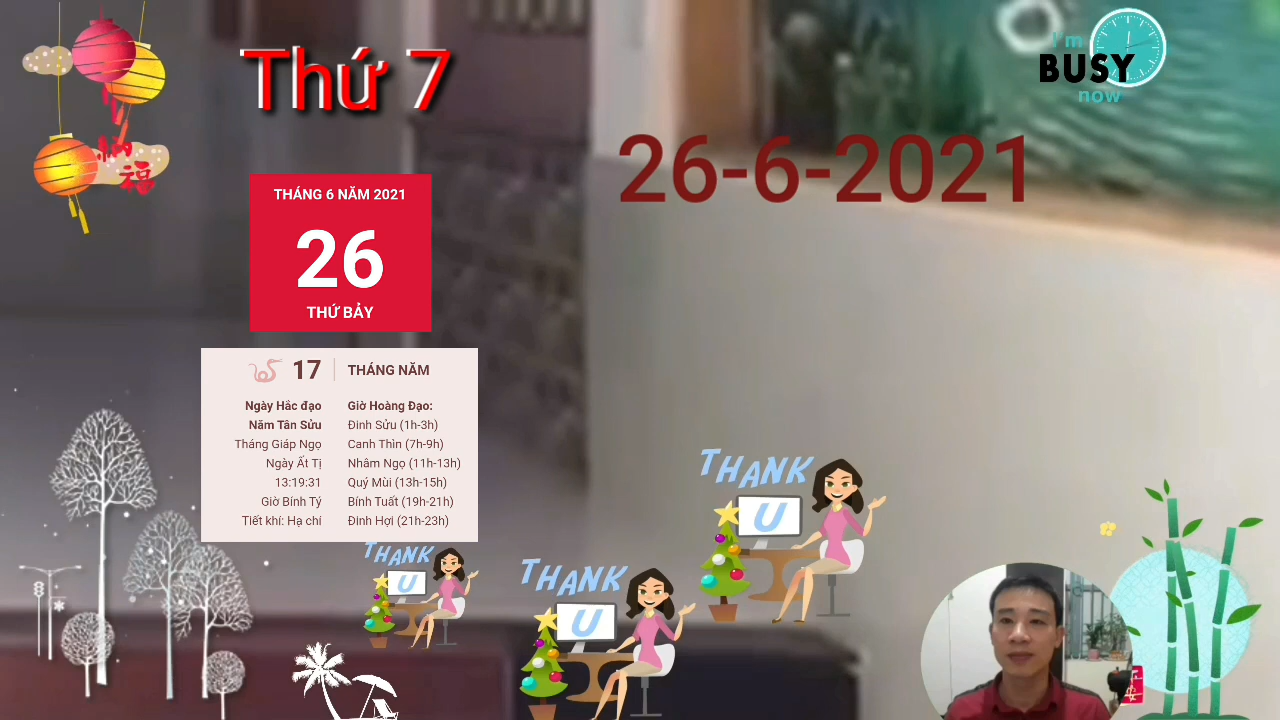 Thứ 7
I'm
BUSY
now
26-6-2021
THÁNG 6 NĂM 2021
26
THỨ BẢY
17 THÁNG NĂM
Ngày Hắc đạo
Năm Tân Sửu
Tháng Giáp Ngọ
Ngày Ất Tị
13:19:31
Giờ Bính Tý
Tiết khí: Hạ chí
Giờ Hoàng Đạo:
Đinh Sửu (1h-3h)
Canh Thìn (7h-9h)
Nhâm Ngọ (11h-13h)
Quý Mùi (13h-15h)
Bính Tuất (19h-21h)
Đinh Hợi (21h-23h)
THANK
U
THANK
U
THANK
U